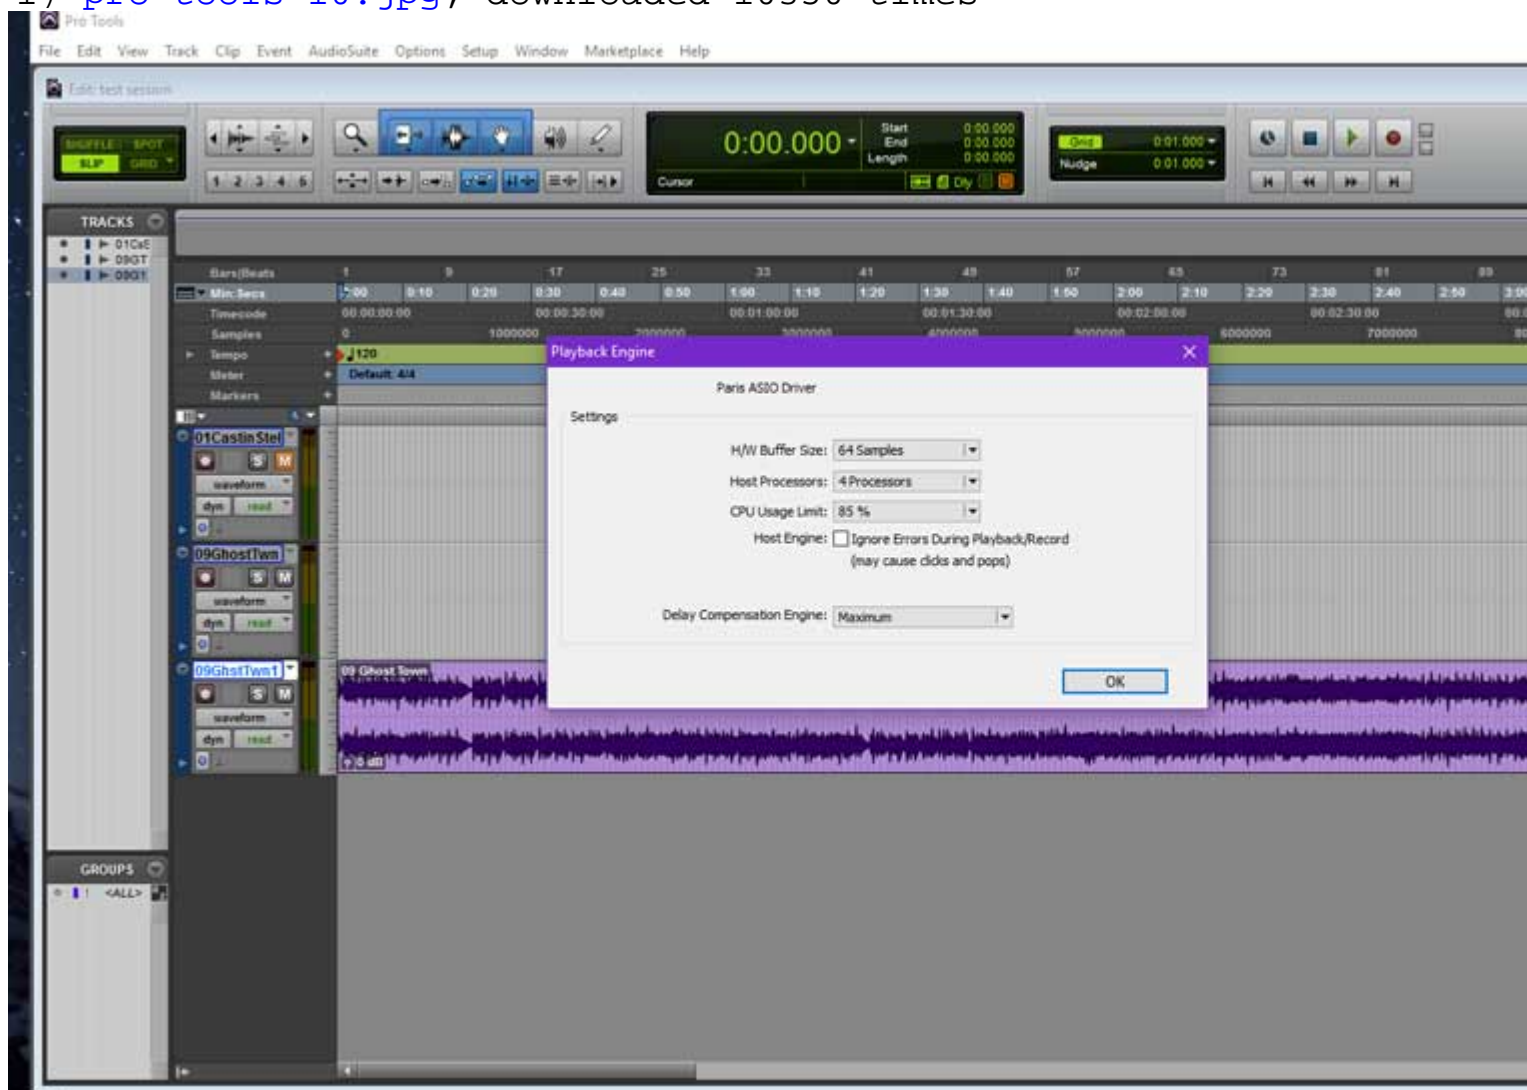 Pro Tools
File Edit View Track Clip Event AudioSuite Options Setup Window Marketplace Help
Edit: test session
SHUFFLE SPOT
SLIP GRID
1 2 3 4 5
0:00.000
Start 0:00.000
End 0:00.000
Length 0:00.000
Cursor
Dly
Grid 0:01.000
Nudge 0:01.000
TRACKS
01CsS
09GT
09GT
Bars|Beats 1 9 17 25 33 41 49 57 65 73 81 89
Min:Secs 0:00 0:10 0:20 0:30 0:40 0:50 1:00 1:10 1:20 1:30 1:40 1:50 2:00 2:10 2:20 2:30 2:40 2:50 3:00
Timecode 00:00:00:00 00:00:30:00 00:01:00:00 00:01:30:00 00:02:00:00 00:02:30:00
Samples 0 1000000 2000000 3000000 4000000 5000000 6000000 7000000
Tempo 120
Meter Default: 4/4
Markers
Playback Engine
Paris ASIO Driver
Settings
H/W Buffer Size: 64 Samples
Host Processors: 4 Processors
CPU Usage Limit: 85 %
Host Engine: Ignore Errors During Playback/Record
(may cause clicks and pops)
Delay Compensation Engine: Maximum
OK
01CastinStel
S M
waveform
dyn read
09GhostTwn
S M
waveform
dyn read
09GhstTwn1
S M
waveform
dyn read
09 Ghost Town
0 dB
GROUPS
! <ALL>